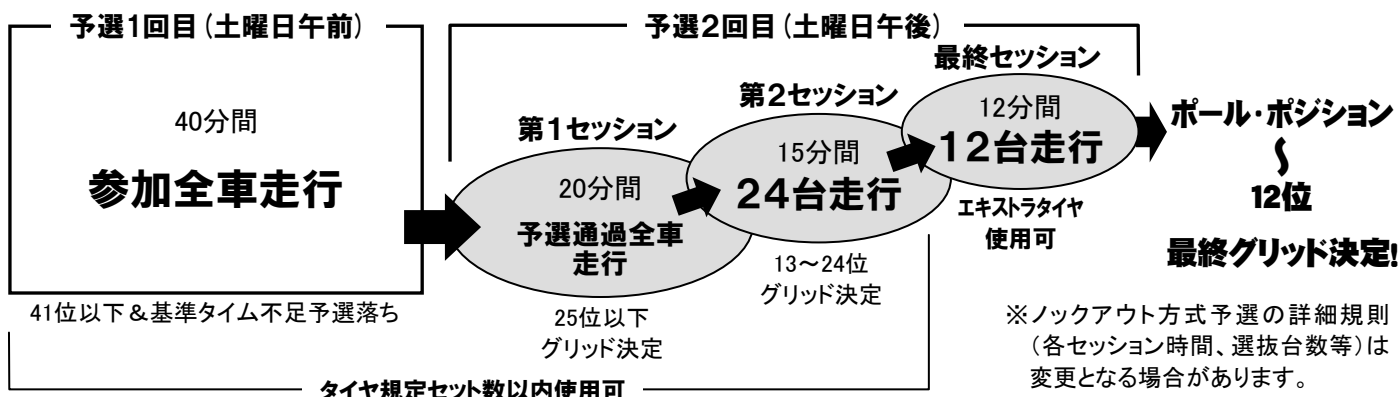 予選1回目(土曜日午前)
40分間
参加全車走行
41位以下&基準タイム不足予選落ち
予選2回目(土曜日午後)
第1セッション
20分間
予選通過全車
走行
25位以下
グリッド決定
第2セッション
15分間
24台走行
13~24位
グリッド決定
最終セッション
12分間
12台走行
エキストラタイヤ
使用可
タイヤ規定セット数以内使用可
ポール・ポジション
~
12位
最終グリッド決定!
※ノックアウト方式予選の詳細規則
(各セッション時間、選抜台数等)は
変更となる場合があります。